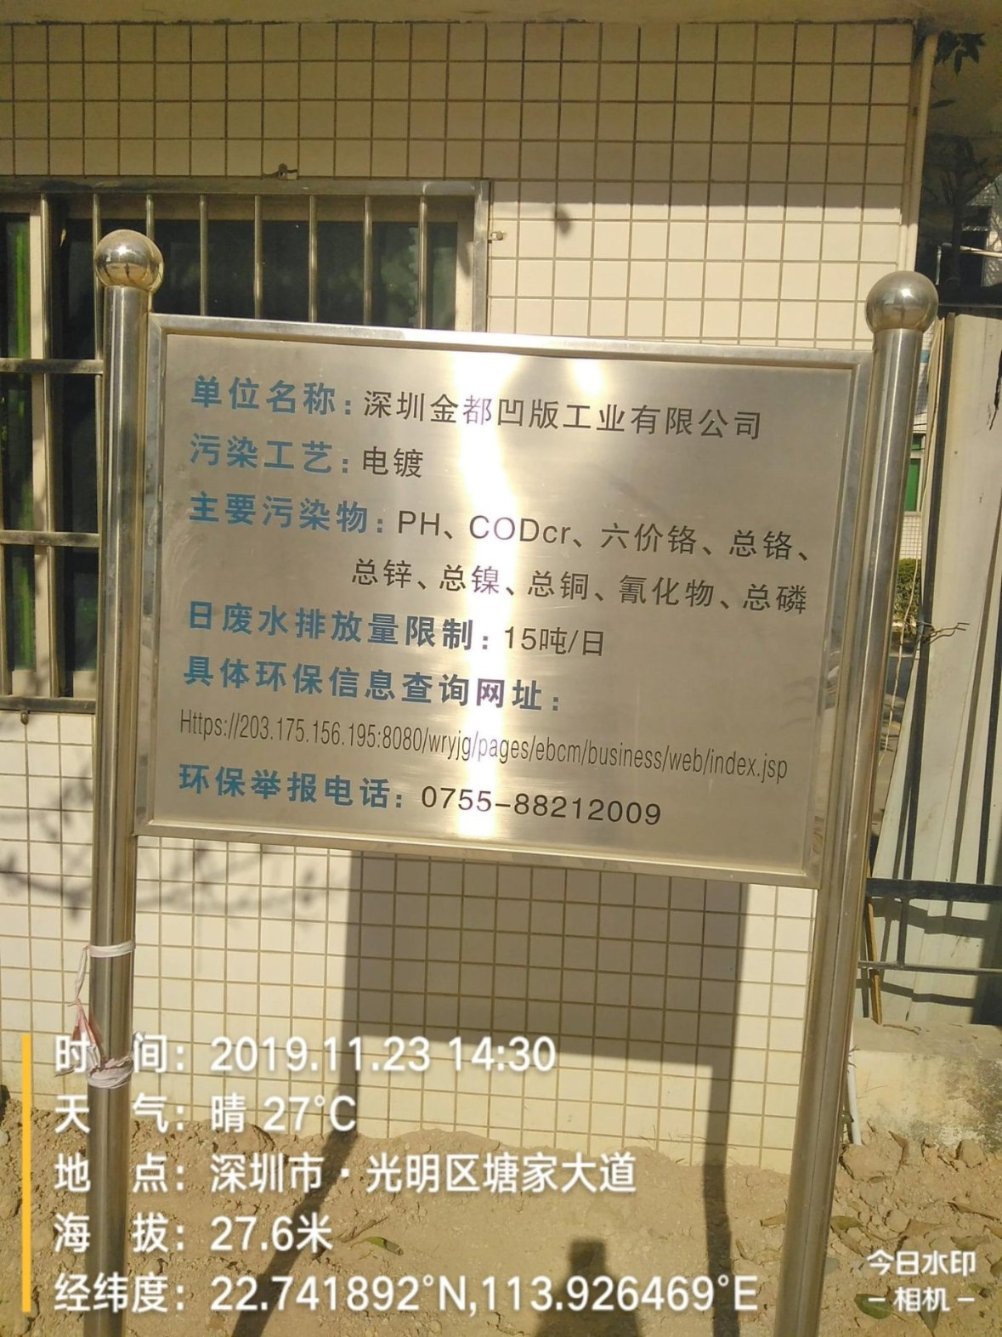 单位名称：深圳金都凹版工业有限公司
污染工艺：电镀
主要污染物：PH、CODcr、六价铬、总铬、
总锌、总镍、总铜、氰化物、总磷
日废水排放量限制：15吨/日
具体环保信息查询网址：
Https://203.175.156.195:8080/wryjg/pages/ebcm/business/web/index.jsp
环保举报电话：0755-88212009
时 间：2019.11.23 14:30
天 气：晴 27°C
地 点：深圳市·光明区塘家大道
海 拔：27.6米
经纬度：22.741892°N,113.926469°E
今日水印
－相机－